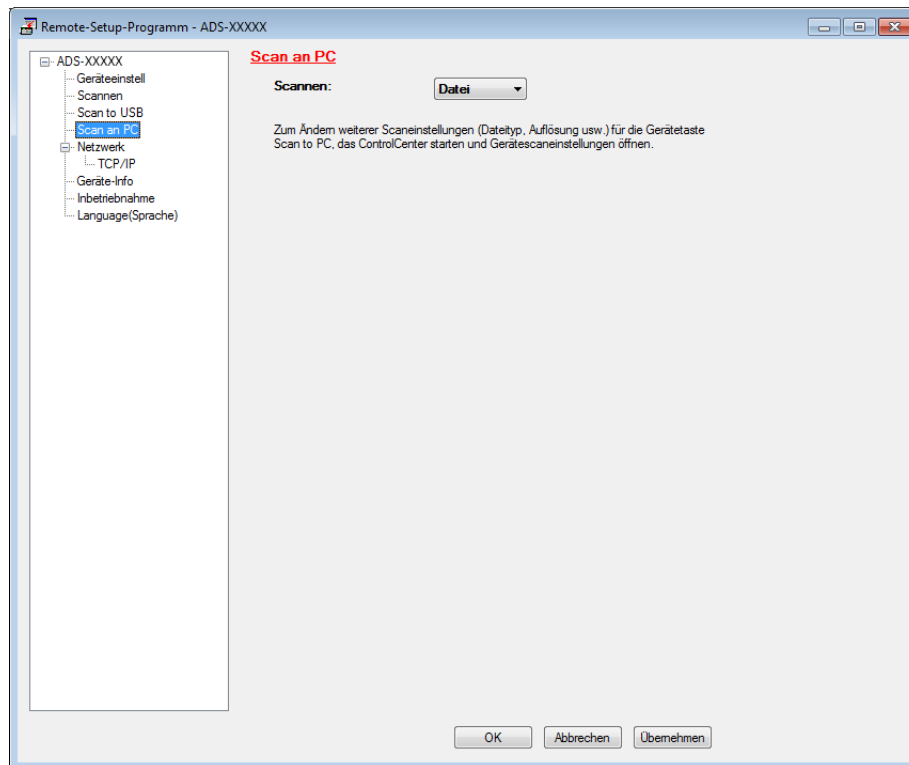 Remote-Setup-Programm - ADS-XXXXX
ADS-XXXXX
Geräteeinstell
Scannen
Scan to USB
Scan an PC
Netzwerk
TCP/IP
Geräte-Info
Inbetriebnahme
Language(Sprache)
Scan an PC
Scannen:
Datei
Zum Ändern weiterer Scaneinstellungen (Dateityp, Auflösung usw.) für die Gerätetaste
Scan to PC, das ControlCenter starten und Gerätescaneinstellungen öffnen.
OK
Abbrechen
Übernehmen